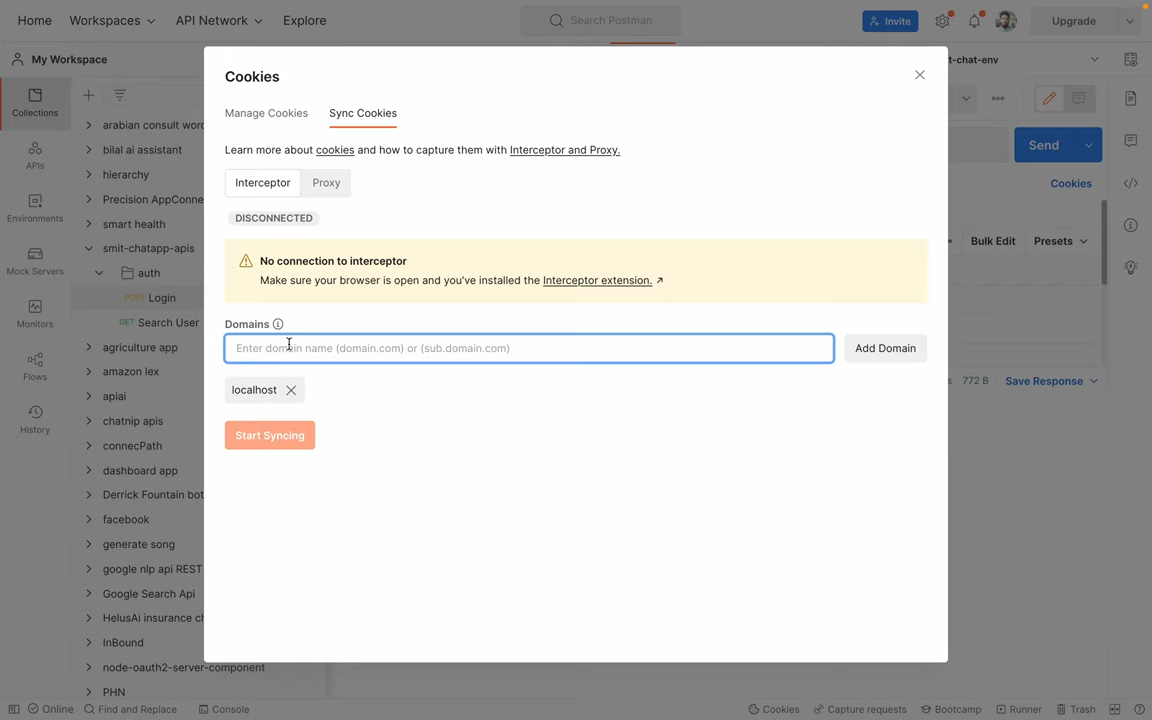 Home Workspaces API Network Explore Search Postman Invite Upgrade
My Workspace t-chat-env
Cookies
Manage Cookies Sync Cookies
Learn more about cookies and how to capture them with Interceptor and Proxy.
Interceptor Proxy
DISCONNECTED
No connection to interceptor
Make sure your browser is open and you've installed the Interceptor extension. ↗
Domains
Enter domain name (domain.com) or (sub.domain.com) Add Domain
localhost
Start Syncing
Collections
APIs
Environments
Mock Servers
Monitors
Flows
History
arabian consult word
bilal ai assistant
hierarchy
Precision AppConne
smart health
smit-chatapp-apis
auth
POST Login
GET Search User
agriculture app
amazon lex
apiai
chatnip apis
connecPath
dashboard app
Derrick Fountain bot
facebook
generate song
google nlp api REST
Google Search Api
HelusAi insurance ch
InBound
node-oauth2-server-component
PHN
Send
Cookies
Bulk Edit Presets
s 772 B Save Response
Online Find and Replace Console Cookies Capture requests Bootcamp Runner Trash